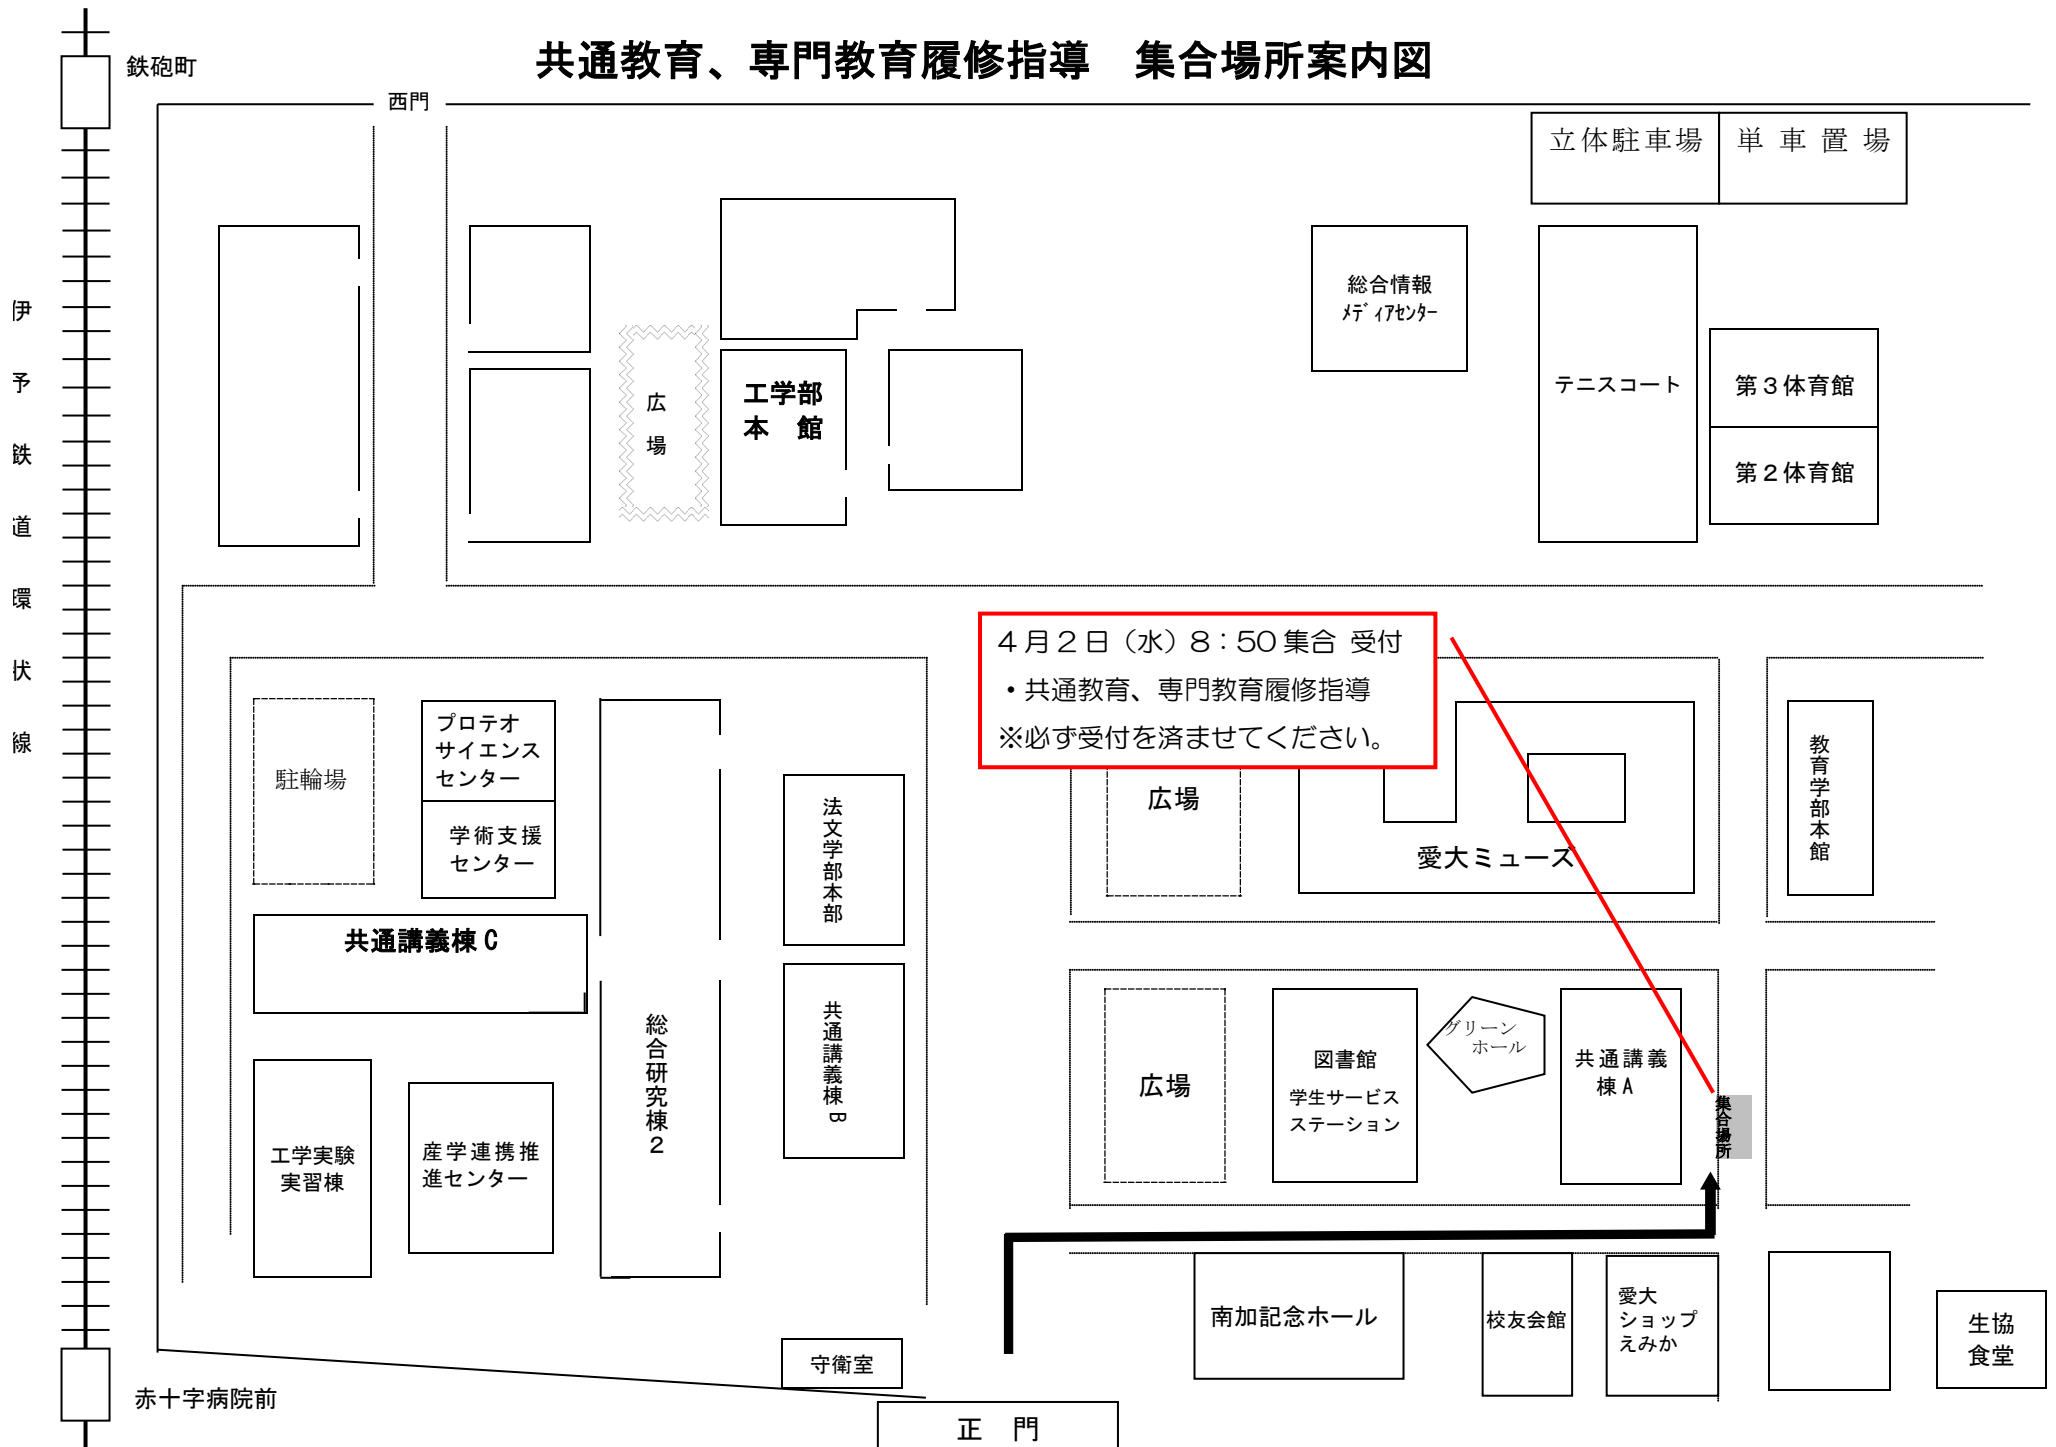 共通教育、専門教育履修指導　集合場所案内図
鉄砲町
西門
立体駐車場
単車置場
伊予鉄道環状線
総合情報
ﾒﾃﾞｨｱｾﾝﾀｰ
広場
工学部
本　館
テニスコート
第３体育館
第２体育館
４月２日（水）８：５０集合 受付
・共通教育、専門教育履修指導
※必ず受付を済ませてください。
駐輪場
プロテオ
サイエンス
センター
学術支援
センター
法文学部本部
広場
愛大ミューズ
教育学部本館
共通講義棟Ｃ
総合研究棟２
共通講義棟Ｂ
広場
図書館
学生サービス
ステーション
グリーン
ホール
共通講義
棟Ａ
集合場所
工学実験
実習棟
産学連携推
進センター
南加記念ホール
校友会館
愛大
ショップ
えみか
生協
食堂
守衛室
赤十字病院前
正　門